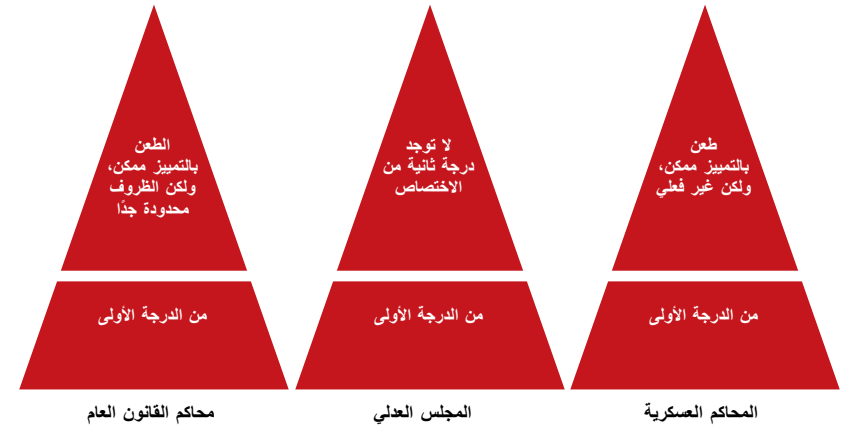 طعن
بالتمييز ممكن،
ولكن غير فعلي
من الدرجة الأولى
المحاكم العسكرية
لا توجد
درجة ثانية من
الاختصاص
من الدرجة الأولى
المجلس العدلي
الطعن
بالتمييز ممكن،
ولكن الظروف
محدودة جدًا
من الدرجة الأولى
محاكم القانون العام